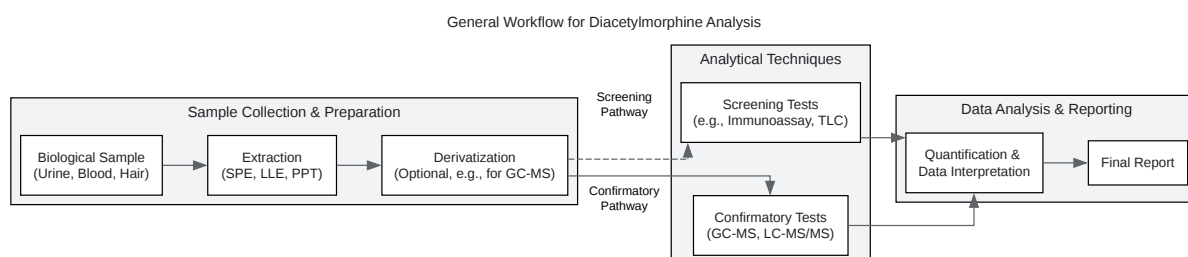 General Workflow for Diacetylmorphine Analysis
Sample Collection & Preparation
Biological Sample
(Urine, Blood, Hair)
Extraction
(SPE, LLE, PPT)
Derivatization
(Optional, e.g., for GC-MS)
Screening
Pathway
Confirmatory
Pathway
Analytical Techniques
Screening Tests
(e.g., Immunoassay, TLC)
Confirmatory Tests
(GC-MS, LC-MS/MS)
Data Analysis & Reporting
Quantification &
Data Interpretation
Final Report